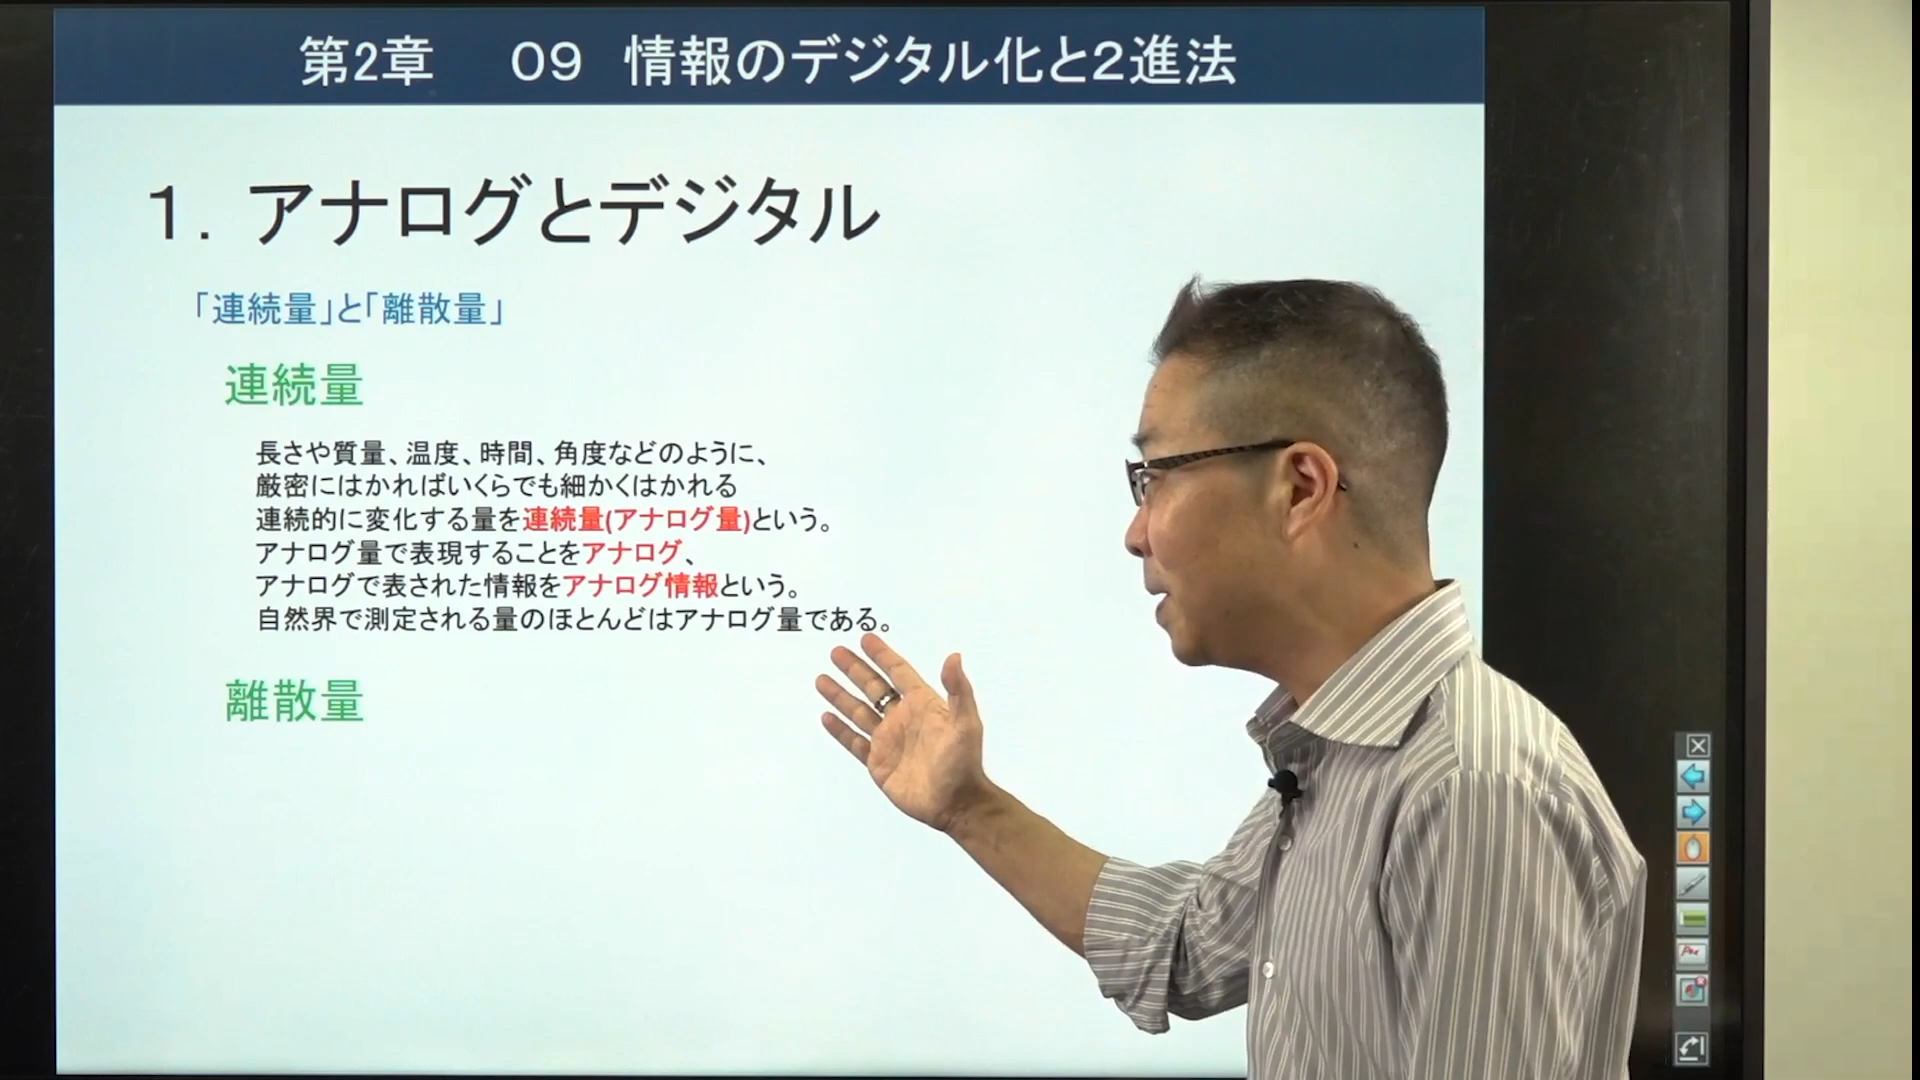 第2章　09　情報のデジタル化と2進法
1．アナログとデジタル
「連続量」と「離散量」
連続量
長さや質量、温度、時間、角度などのように、
厳密にはかればいくらでも細かくはかれる
連続的に変化する量を連続量(アナログ量)という。
アナログ量で表現することをアナログ、
アナログで表された情報をアナログ情報という。
自然界で測定される量のほとんどはアナログ量である。
離散量